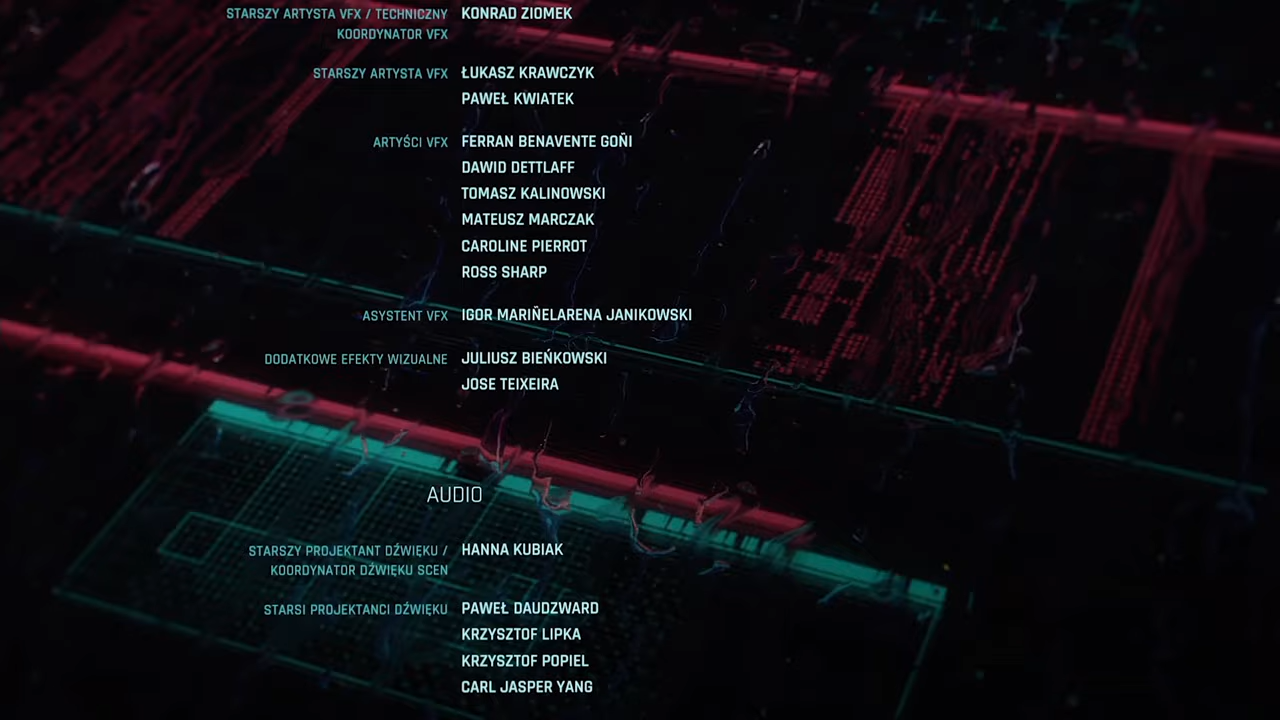 STARSZY ARTYSTA VFX / TECHNICZNY KONRAD ZIOMEK
KOORDYNATOR VFX
STARSZY ARTYSTA VFX ŁUKASZ KRAWCZYK
PAWEŁ KWIATEK
ARTYŚCI VFX FERRAN BENAVENTE GOÑI
DAWID DETTLAFF
TOMASZ KALINOWSKI
MATEUSZ MARCZAK
CAROLINE PIERROT
ROSS SHARP
ASYSTENT VFX IGOR MARIÑELARENA JANIKOWSKI
DODATKOWE EFEKTY WIZUALNE JULIUSZ BIEŃKOWSKI
JOSE TEIXEIRA
AUDIO
STARSZY PROJEKTANT DŹWIĘKU / HANNA KUBIAK
KOORDYNATOR DŹWIĘKU SCEN
STARSI PROJEKTANCI DŹWIĘKU PAWEŁ DAUDZWARD
KRZYSZTOF LIPKA
KRZYSZTOF POPIEL
CARL JASPER YANG